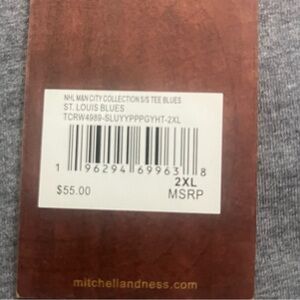 NHL M&N CITY COLLECTION S/S TEE BLUES
ST. LOUIS BLUES
TCRW4989-SLUYYPPPGYHT-2XL
1 96294 69963 8
2XL
$55.00 MSRP
mitchellandness.com